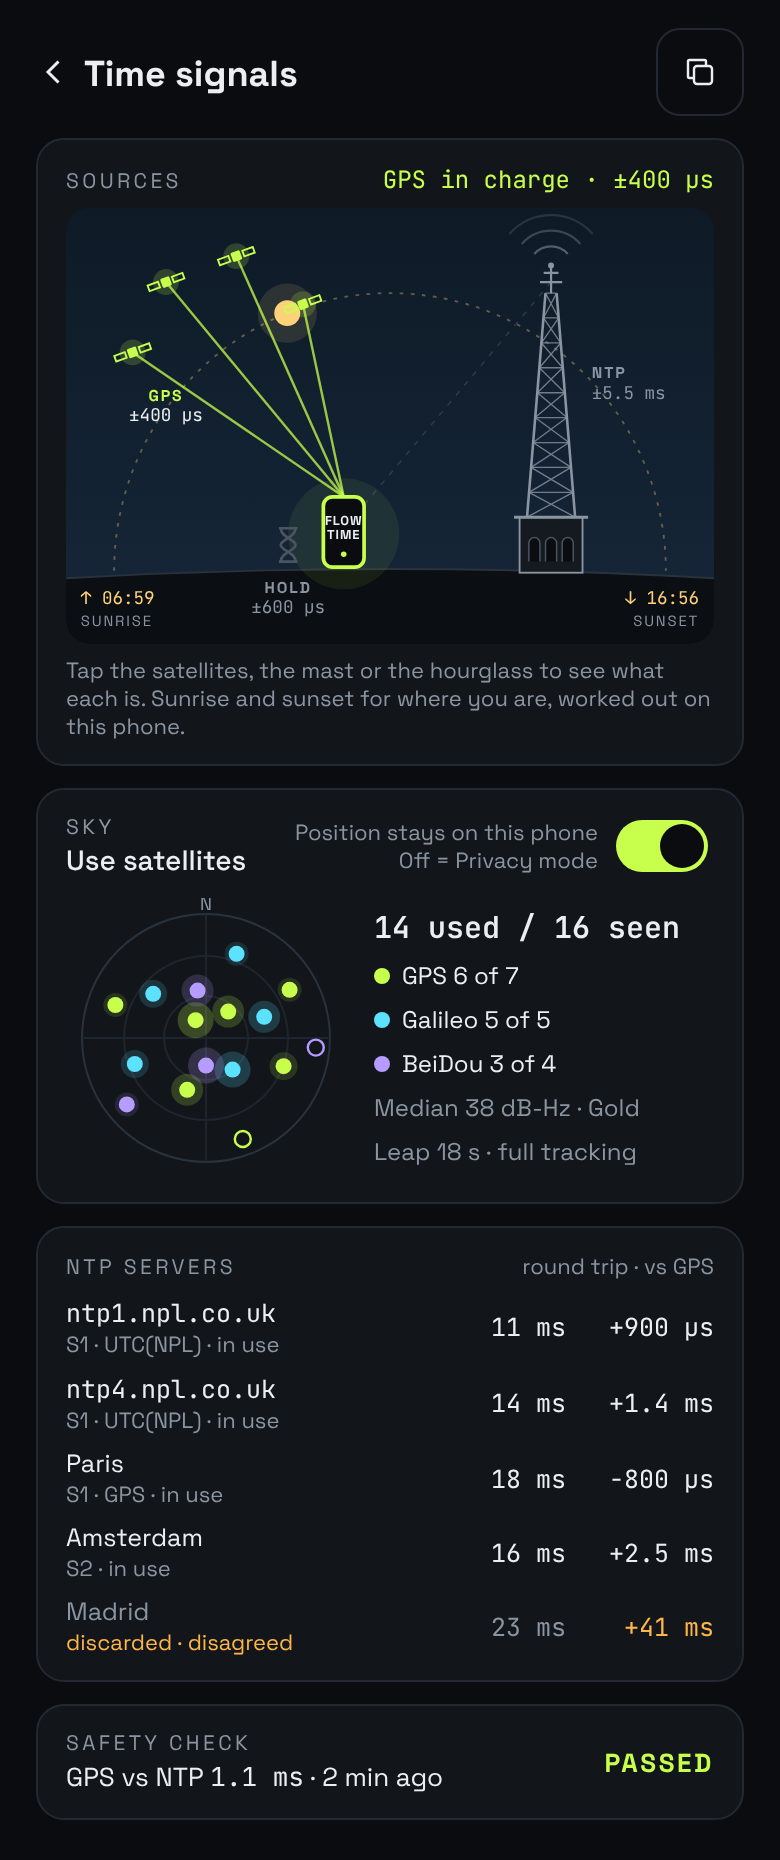 Time signals
SOURCES
GPS in charge · ±400 µs
GPS
±400 µs
NTP
±5.5 ms
FLOW
TIME
HOLD
±600 µs
↑ 06:59
SUNRISE
↓ 16:56
SUNSET
Tap the satellites, the mast or the hourglass to see what
each is. Sunrise and sunset for where you are, worked out on
this phone.
SKY
Use satellites
Position stays on this phone
Off = Privacy mode
N
14 used / 16 seen
GPS 6 of 7
Galileo 5 of 5
BeiDou 3 of 4
Median 38 dB-Hz · Gold
Leap 18 s · full tracking
NTP SERVERS
round trip · vs GPS
ntp1.npl.co.uk
S1 · UTC(NPL) · in use
11 ms +900 µs
ntp4.npl.co.uk
S1 · UTC(NPL) · in use
14 ms +1.4 ms
Paris
S1 · GPS · in use
18 ms -800 µs
Amsterdam
S2 · in use
16 ms +2.5 ms
Madrid
discarded · disagreed
23 ms +41 ms
SAFETY CHECK
GPS vs NTP 1.1 ms · 2 min ago
PASSED